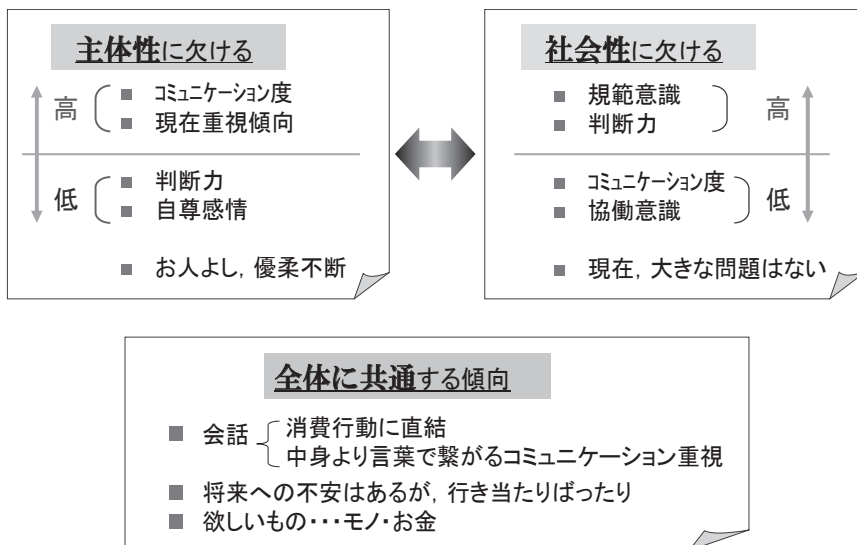 主体性に欠ける
高
■ コミュニケーション度
■ 現在重視傾向
低
■ 判断力
■ 自尊感情
■ お人よし，優柔不断
社会性に欠ける
■ 規範意識
■ 判断力
高
■ コミュニケーション度
■ 協働意識
低
■ 現在，大きな問題はない
全体に共通する傾向
■ 会話
消費行動に直結
中身より言葉で繋がるコミュニケーション重視
■ 将来への不安はあるが，行き当たりばったり
■ 欲しいもの・・・モノ・お金